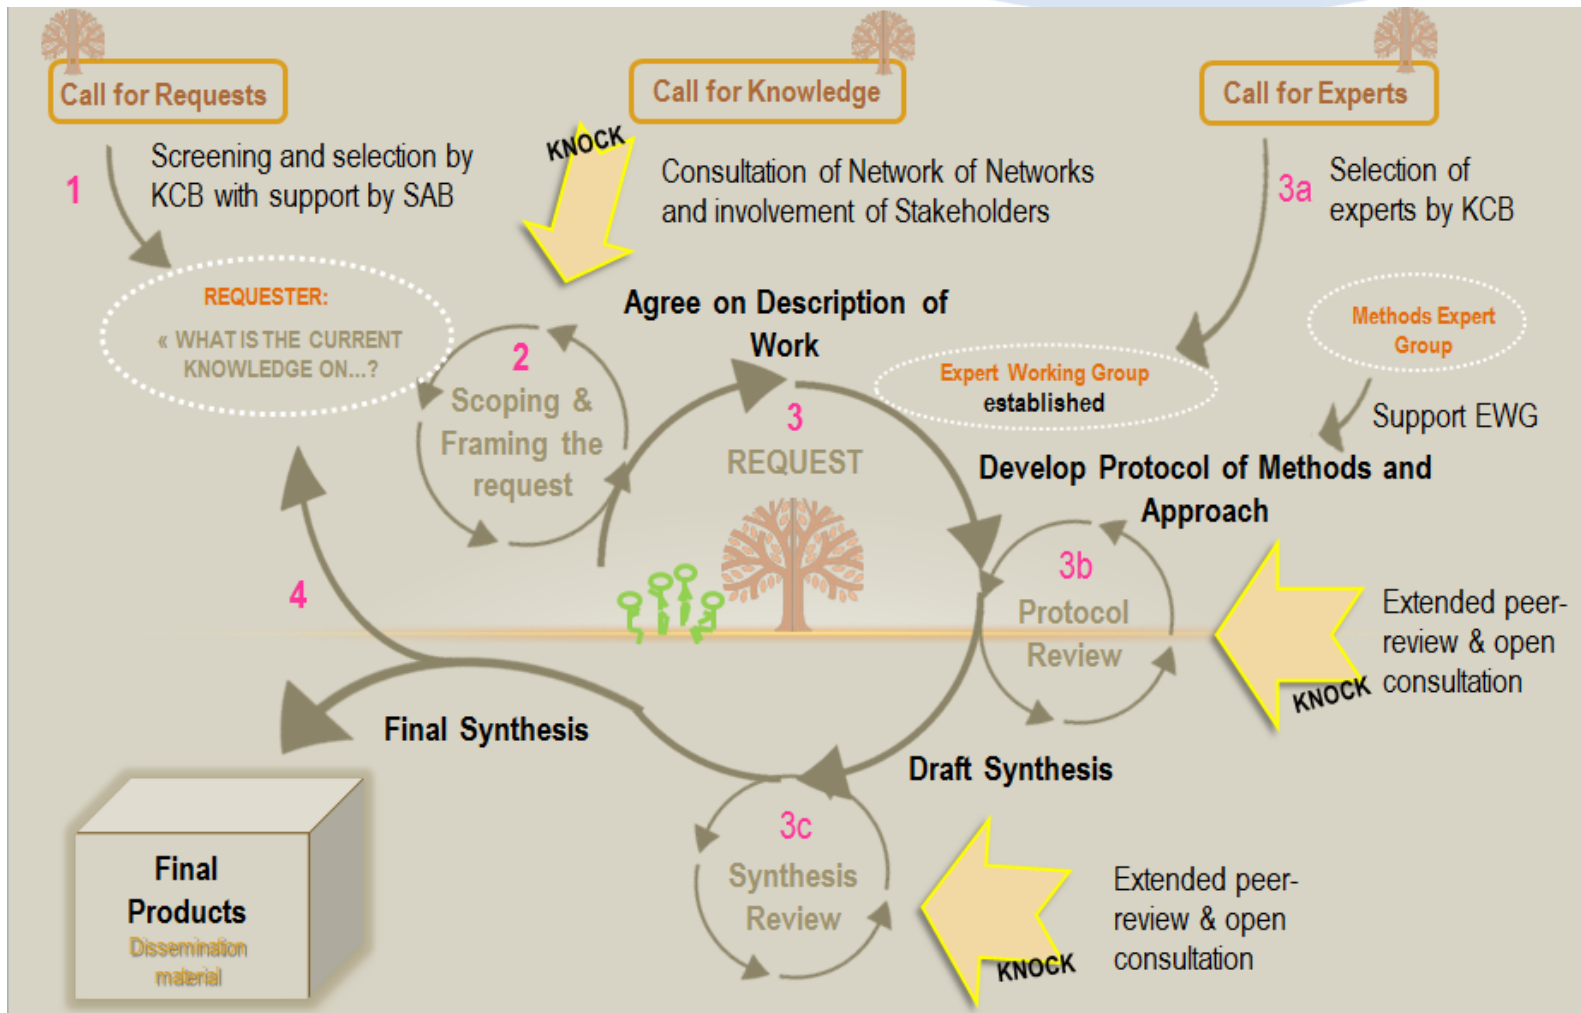 Call for Requests
Call for Knowledge
Call for Experts
1
Screening and selection by
KCB with support by SAB
KNOCK
Consultation of Network of Networks
and involvement of Stakeholders
3a
Selection of
experts by KCB
REQUESTER:
« WHAT IS THE CURRENT
KNOWLEDGE ON...?
2
Scoping &
Framing the
request
Agree on Description of
Work
3
REQUEST
Expert Working Group
established
Methods Expert
Group
Support EWG
Develop Protocol of Methods and
Approach
3b
Protocol
Review
Extended peer-
review & open
consultation
KNOCK
4
Final Synthesis
Draft Synthesis
3c
Synthesis
Review
Extended peer-
review & open
consultation
KNOCK
Final
Products
Dissemination
material